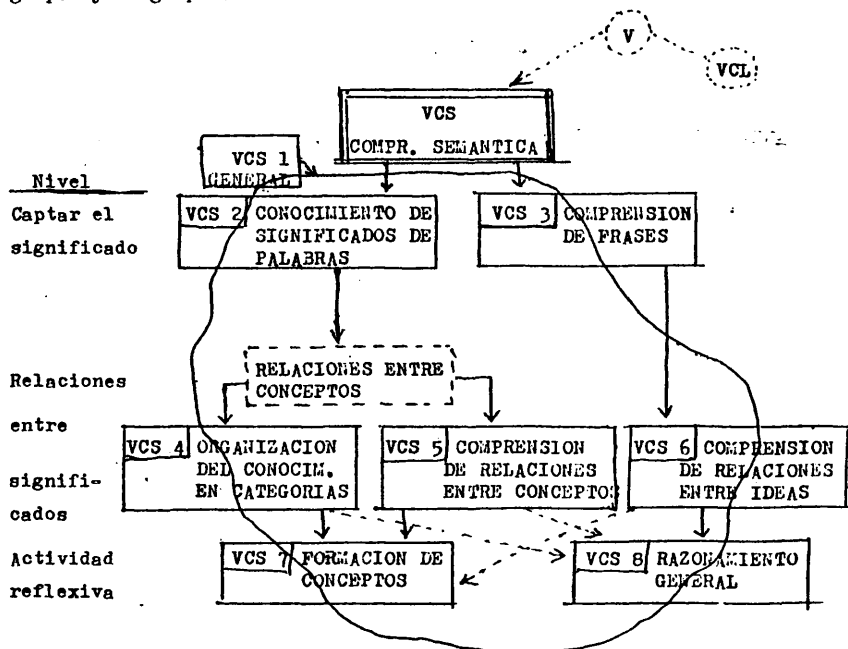 V
VCL
VCS
COMPR. SEMANTICA
VCS 1
GENERAL
Nivel
Captar el
significado
VCS 2
CONOCIMIENTO DE
SIGNIFICADOS DE
PALABRAS
VCS 3
COMPRENSION
DE FRASES
RELACIONES ENTRE
CONCEPTOS
Relaciones
entre
signifi-
cados
VCS 4
ORGANIZACION
DEL CONOCIM.
EN CATEGORIAS
VCS 5
COMPRENSION
DE RELACIONES
ENTRE CONCEPTOS
VCS 6
COMPRENSION
DE RELACIONES
ENTRE IDEAS
Actividad
reflexiva
VCS 7
FORMACION DE
CONCEPTOS
VCS 8
RAZONAMIENTO
GENERAL